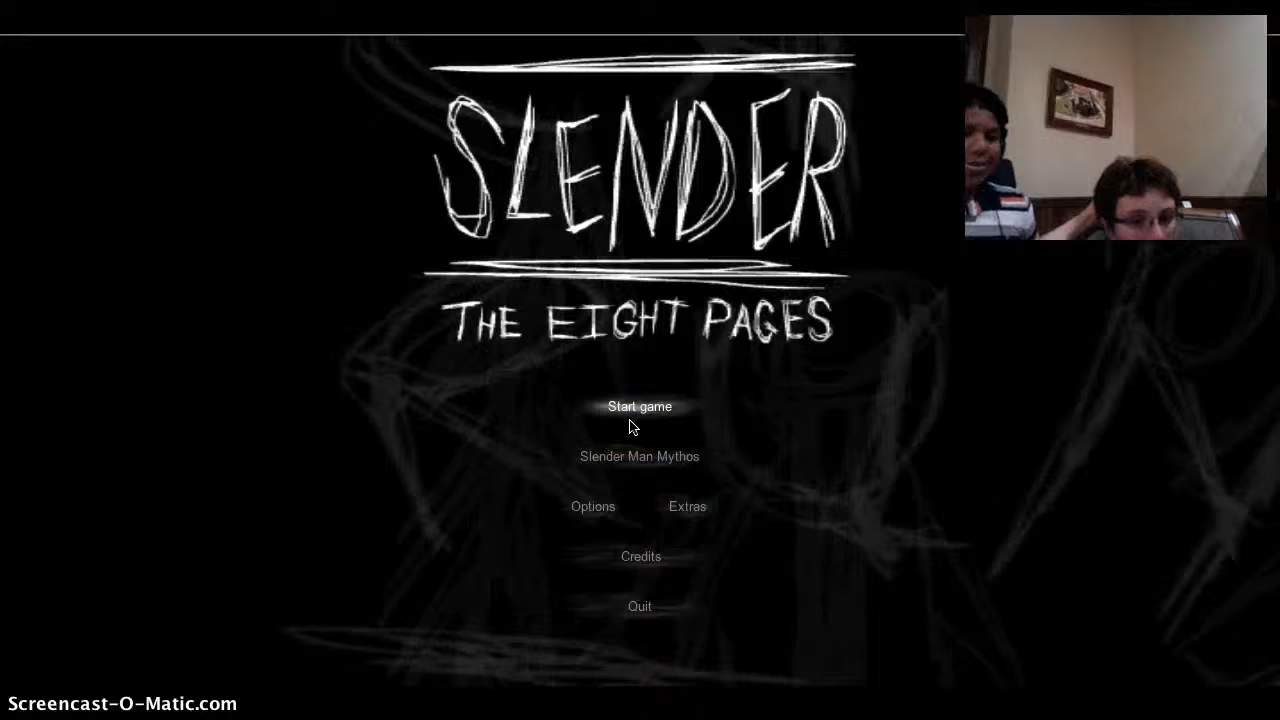 SLENDER
THE EIGHT PAGES
Start game
Slender Man Mythos
Options Extras
Credits
Quit
Screencast-O-Matic.com